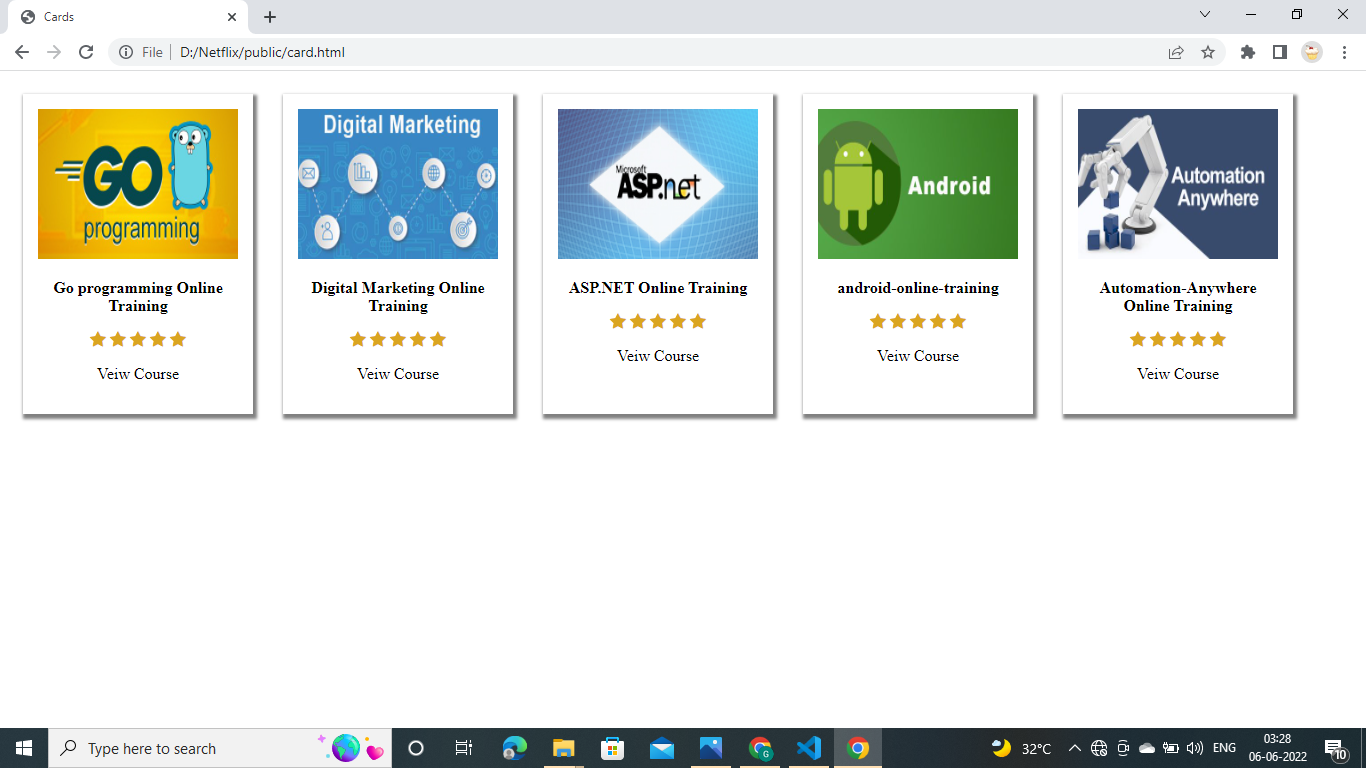 Cards
File
D:/Netflix/public/card.html
GO
programming
Go programming Online
Training
Veiw Course
Digital Marketing
Digital Marketing Online
Training
Veiw Course
Microsoft
ASP.net
ASP.NET Online Training
Veiw Course
Android
android-online-training
Veiw Course
Automation
Anywhere
Automation-Anywhere
Online Training
Veiw Course
Type here to search
32°C
ENG
03:28
06-06-2022
10
G